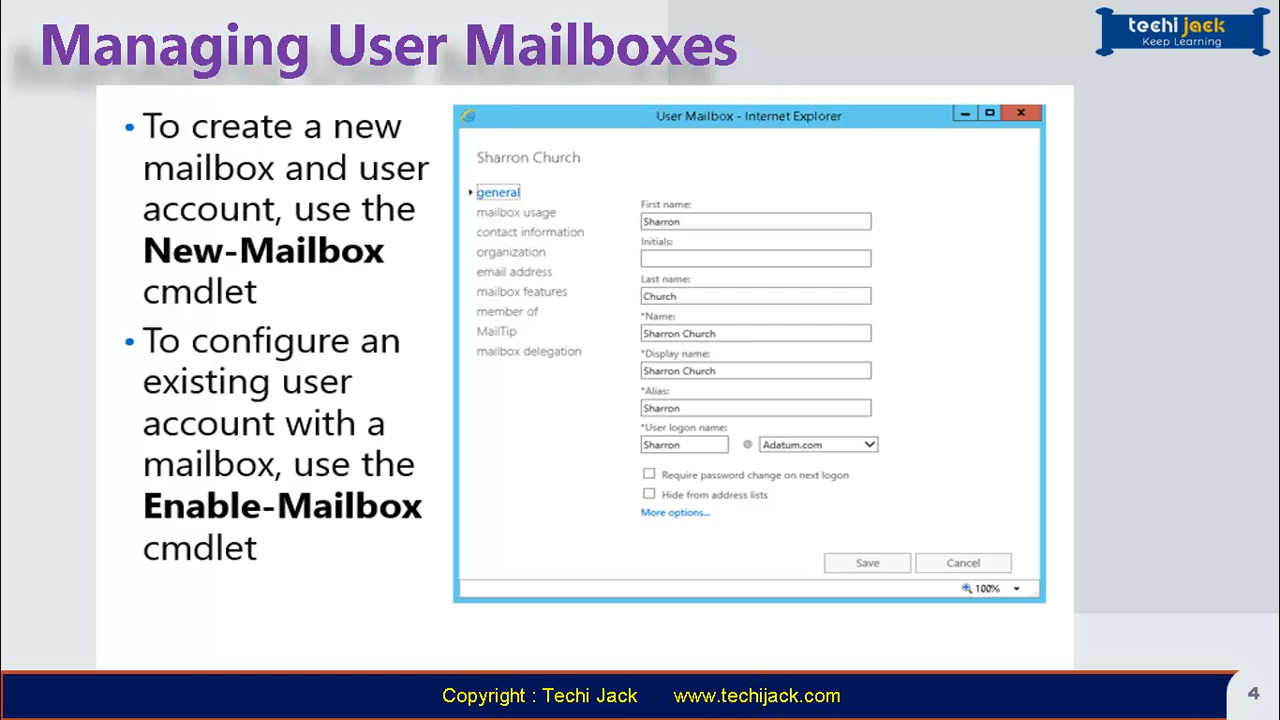 Managing User Mailboxes
techi jack
Keep Learning
• To create a new
mailbox and user
account, use the
New-Mailbox
cmdlet
• To configure an
existing user
account with a
mailbox, use the
Enable-Mailbox
cmdlet
User Mailbox - Internet Explorer
Sharron Church
general
mailbox usage
contact information
organization
email address
mailbox features
member of
MailTip
mailbox delegation
First name:
Sharron
Initials:
Last name:
Church
*Name:
Sharron Church
*Display name:
Sharron Church
*Alias:
Sharron
*User logon name:
Sharron @ Adatum.com
Require password change on next logon
Hide from address lists
More options...
Save Cancel
100%
Copyright : Techi Jack www.techijack.com
4